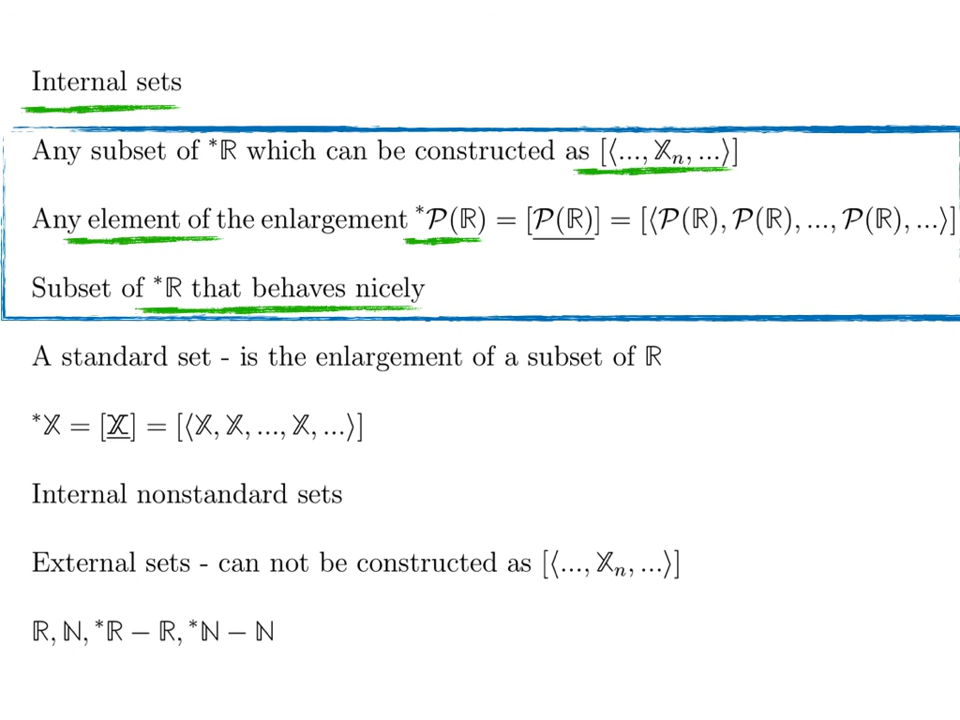 Internal sets
Any subset of *ℝ which can be constructed as [⟨..., 𝕏ₙ, ...⟩]
Any element of the enlargement *𝒫(ℝ) = [𝒫(ℝ)] = [⟨𝒫(ℝ), 𝒫(ℝ), ..., 𝒫(ℝ), ...⟩]
Subset of *ℝ that behaves nicely
A standard set - is the enlargement of a subset of ℝ
*𝕏 = [𝕏] = [⟨𝕏, 𝕏, ..., 𝕏, ...⟩]
Internal nonstandard sets
External sets - can not be constructed as [⟨..., 𝕏ₙ, ...⟩]
ℝ, ℕ, *ℝ − ℝ, *ℕ − ℕ